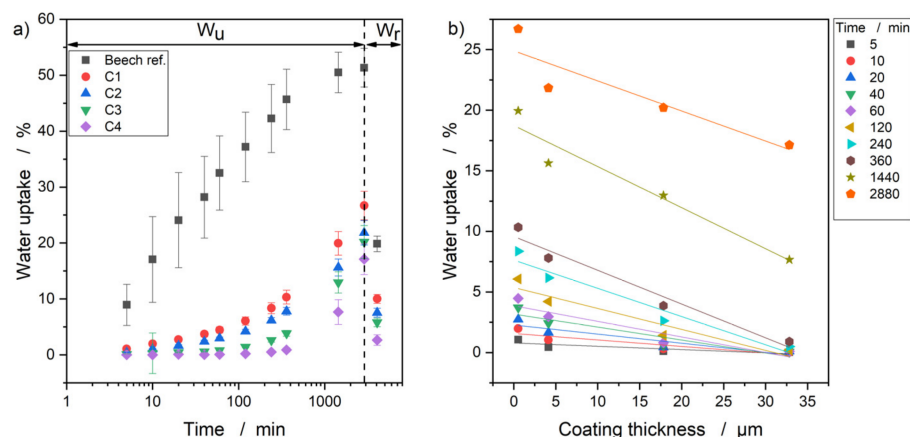 a)
Wu
Wr
Beech ref.
C1
C2
C3
C4
60
50
40
30
20
10
0
Water uptake / %
1 10 100 1000
Time / min
b)
25
20
15
10
5
0
Water uptake / %
0 5 10 15 20 25 30 35
Coating thickness / µm
Time / min
5
10
20
40
60
120
240
360
1440
2880